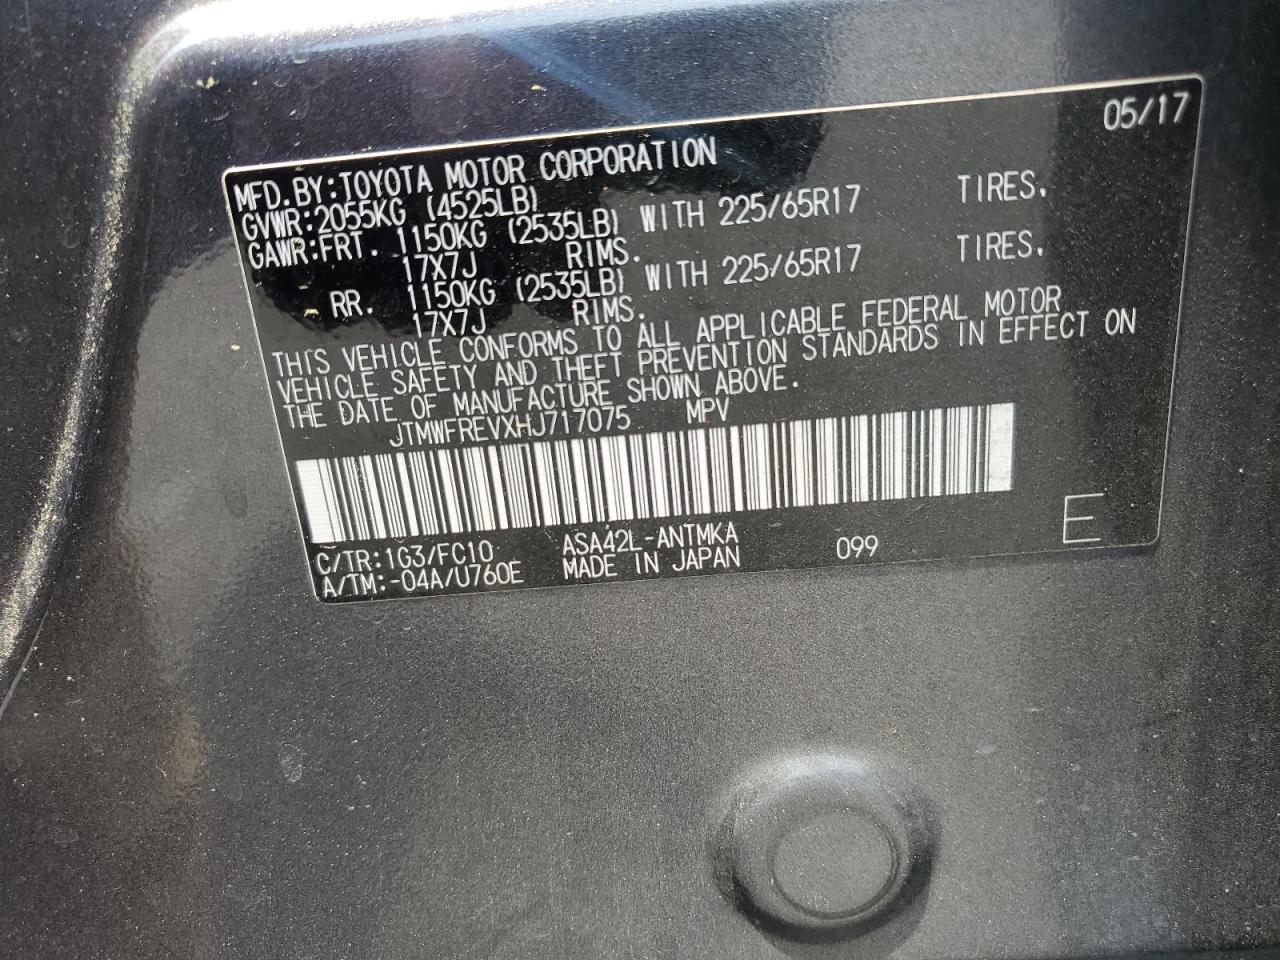 05/17
MFD.BY:TOYOTA MOTOR CORPORATION
GVWR:2055KG (4525LB)
GAWR:FRT. 1150KG (2535LB) WITH 225/65R17 TIRES.
17X7J RIMS.
RR. 1150KG (2535LB) WITH 225/65R17 TIRES.
17X7J RIMS.
THIS VEHICLE CONFORMS TO ALL APPLICABLE FEDERAL MOTOR
VEHICLE SAFETY AND THEFT PREVENTION STANDARDS IN EFFECT ON
THE DATE OF MANUFACTURE SHOWN ABOVE.
JTMWFREVXHJ717075 MPV
C/TR:1G3/FC10 ASA42L-ANTMKA 099 E
A/TM:-04A/U760E MADE IN JAPAN